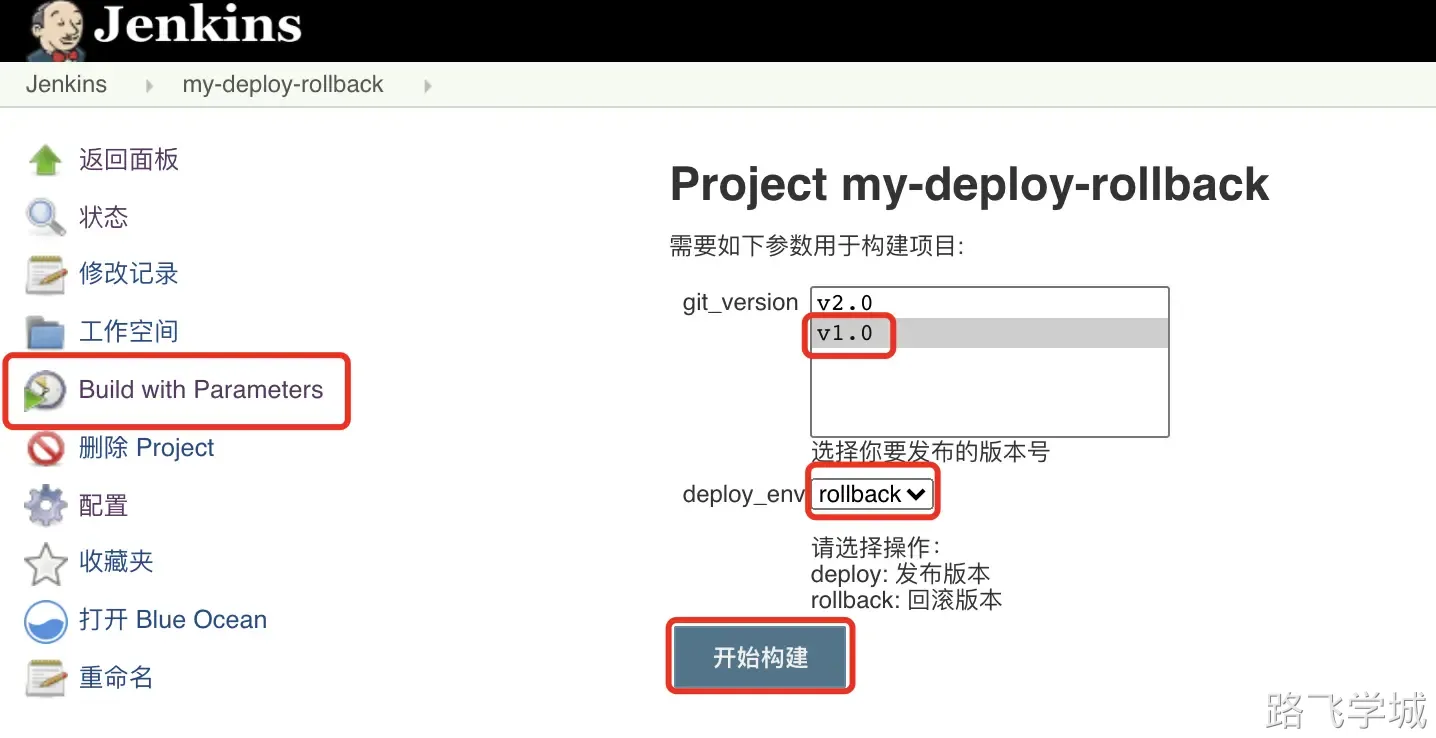 Jenkins
Jenkins
my-deploy-rollback
返回面板
状态
修改记录
工作空间
Build with Parameters
删除 Project
配置
收藏夹
打开 Blue Ocean
重命名
Project my-deploy-rollback
需要如下参数用于构建项目:
git_version
v2.0
v1.0
选择你要发布的版本号
deploy_env
rollback
请选择操作：
deploy: 发布版本
rollback: 回滚版本
开始构建
路飞学城